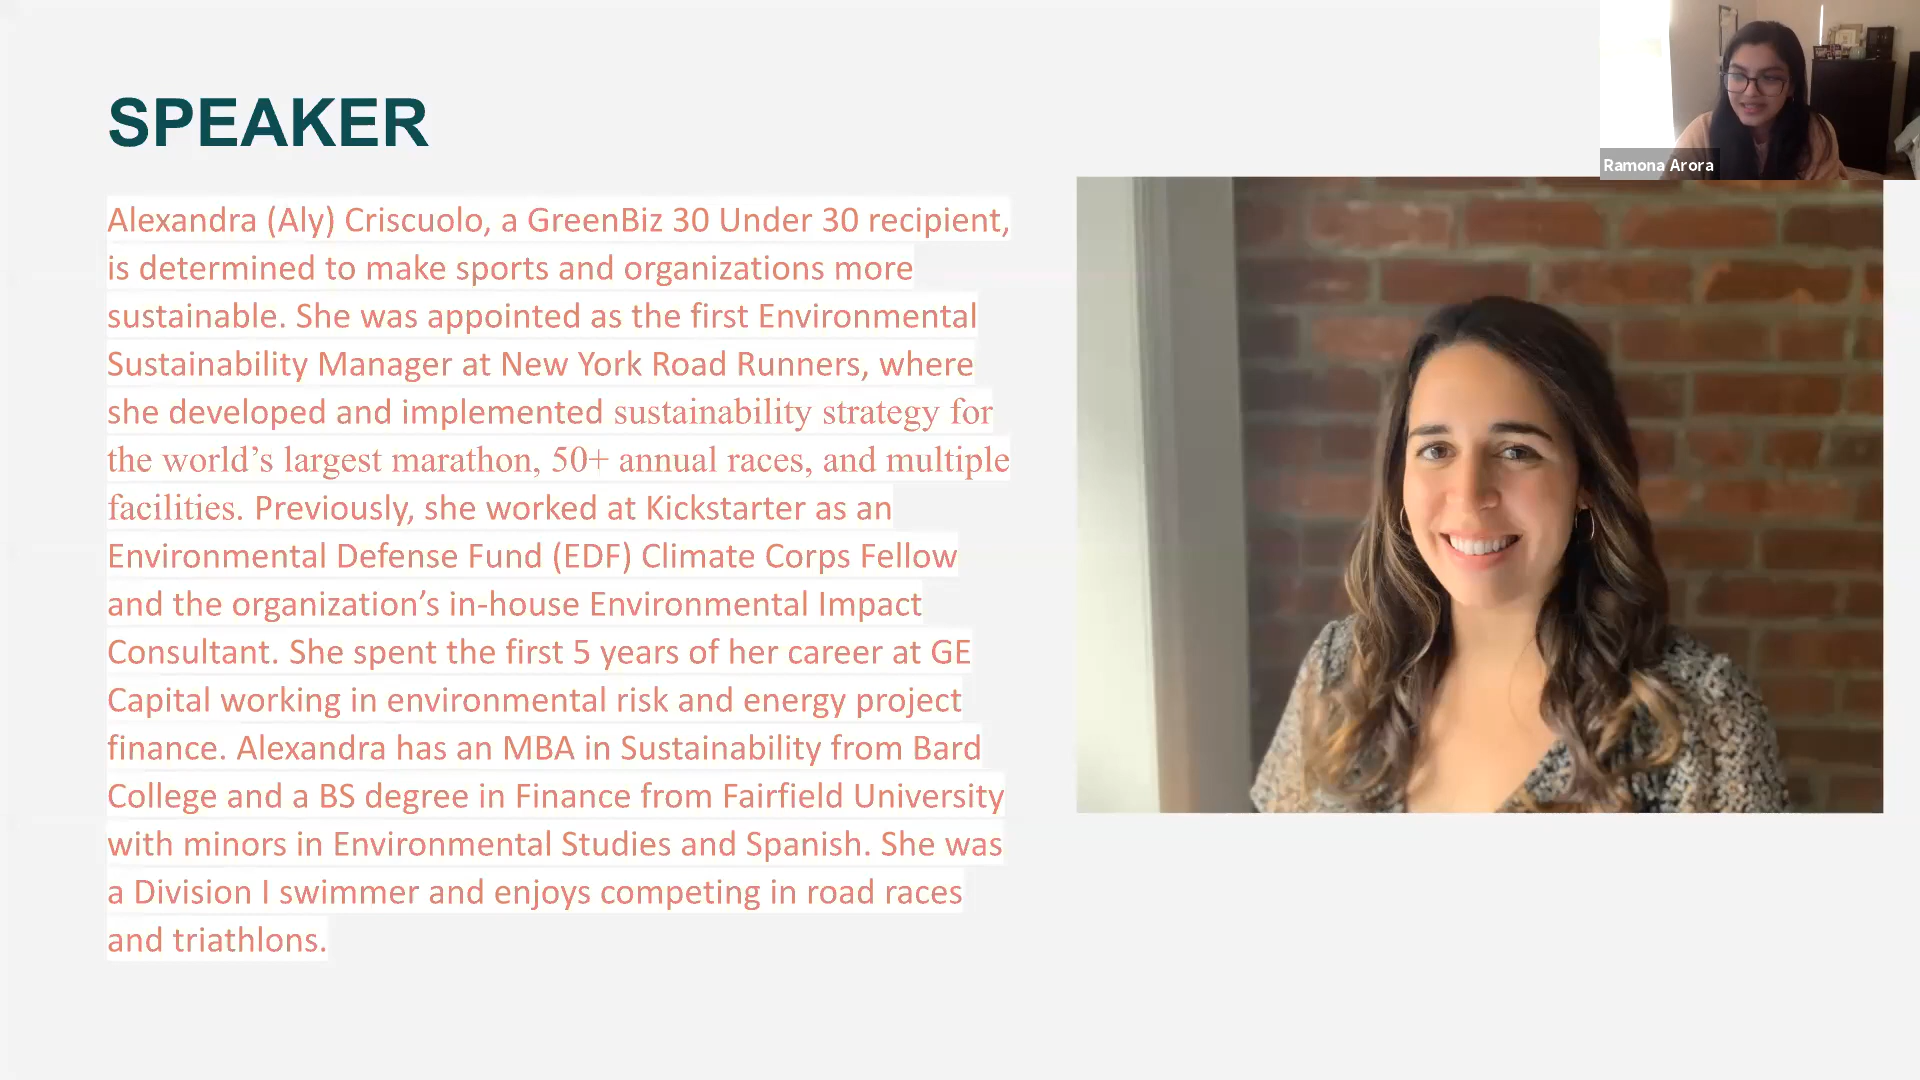 SPEAKER
Ramona Arora
Alexandra (Aly) Criscuolo, a GreenBiz 30 Under 30 recipient,
is determined to make sports and organizations more
sustainable. She was appointed as the first Environmental
Sustainability Manager at New York Road Runners, where
she developed and implemented sustainability strategy for
the world’s largest marathon, 50+ annual races, and multiple
facilities. Previously, she worked at Kickstarter as an
Environmental Defense Fund (EDF) Climate Corps Fellow
and the organization’s in-house Environmental Impact
Consultant. She spent the first 5 years of her career at GE
Capital working in environmental risk and energy project
finance. Alexandra has an MBA in Sustainability from Bard
College and a BS degree in Finance from Fairfield University
with minors in Environmental Studies and Spanish. She was
a Division I swimmer and enjoys competing in road races
and triathlons.